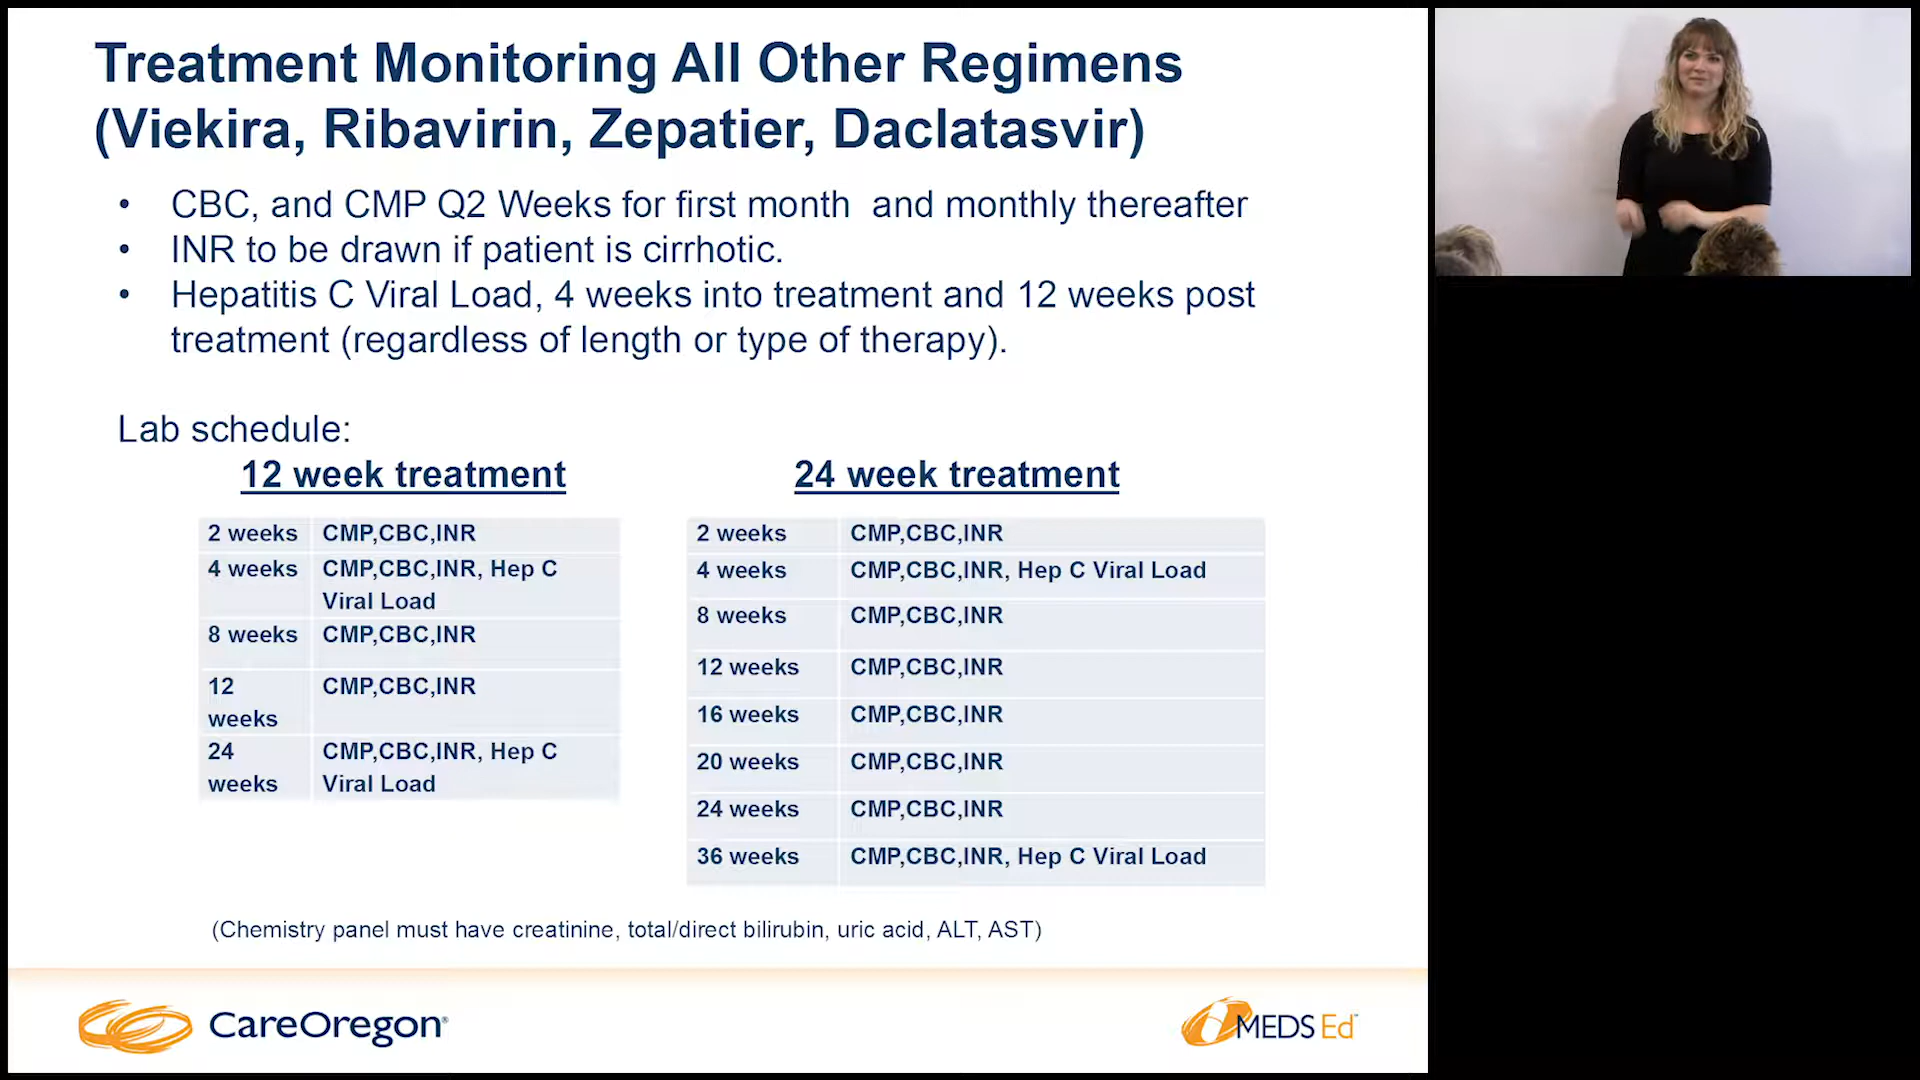 Treatment Monitoring All Other Regimens
(Viekira, Ribavirin, Zepatier, Daclatasvir)
• CBC, and CMP Q2 Weeks for first month  and monthly thereafter
• INR to be drawn if patient is cirrhotic.
• Hepatitis C Viral Load, 4 weeks into treatment and 12 weeks post
treatment (regardless of length or type of therapy).
Lab schedule:
12 week treatment
2 weeks CMP,CBC,INR
4 weeks CMP,CBC,INR, Hep C
Viral Load
8 weeks CMP,CBC,INR
12 CMP,CBC,INR
weeks
24 CMP,CBC,INR, Hep C
weeks Viral Load
24 week treatment
2 weeks CMP,CBC,INR
4 weeks CMP,CBC,INR, Hep C Viral Load
8 weeks CMP,CBC,INR
12 weeks CMP,CBC,INR
16 weeks CMP,CBC,INR
20 weeks CMP,CBC,INR
24 weeks CMP,CBC,INR
36 weeks CMP,CBC,INR, Hep C Viral Load
(Chemistry panel must have creatinine, total/direct bilirubin, uric acid, ALT, AST)
CareOregon®
MEDS Ed™